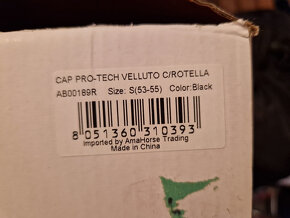 CAP PRO-TECH VELLUTO C/ROTELLA
AB00189R Size: S(53-55) Color:Black
8 051360 310393
Imported by AmaHorse Trading
Made in China